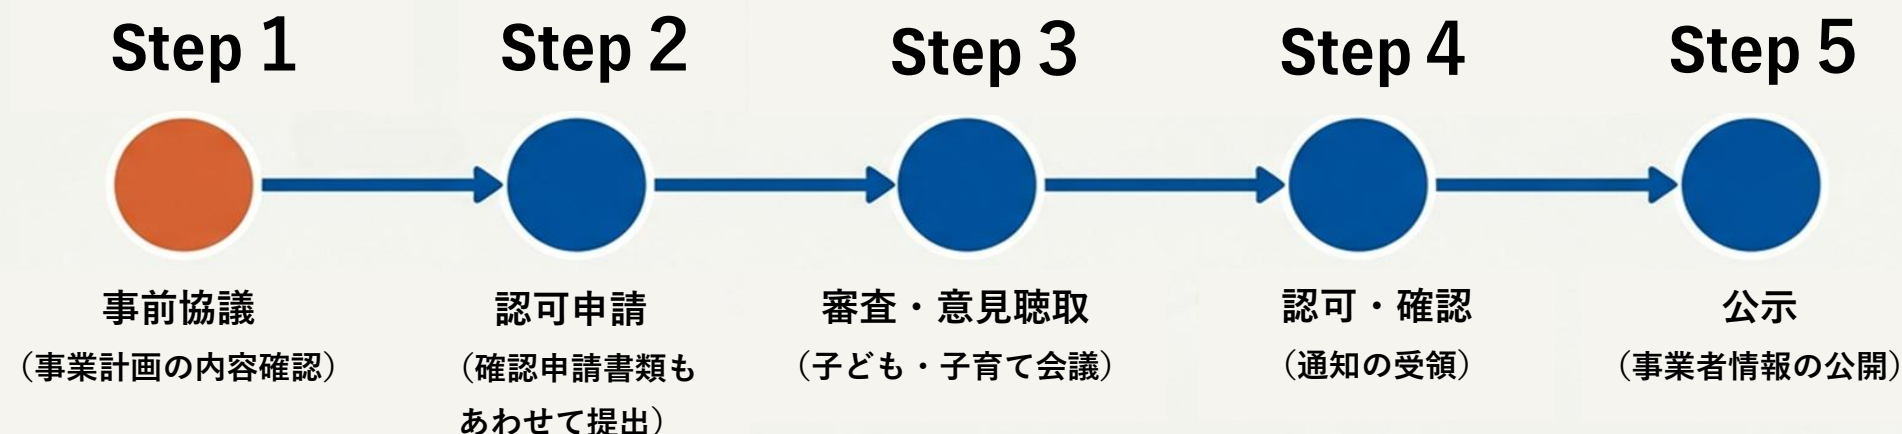 Step 1
Step 2
Step 3
Step 4
Step 5
事前協議
（事業計画の内容確認）
認可申請
（確認申請書類も
あわせて提出）
審査・意見聴取
（子ども・子育て会議）
認可・確認
（通知の受領）
公示
（事業者情報の公開）